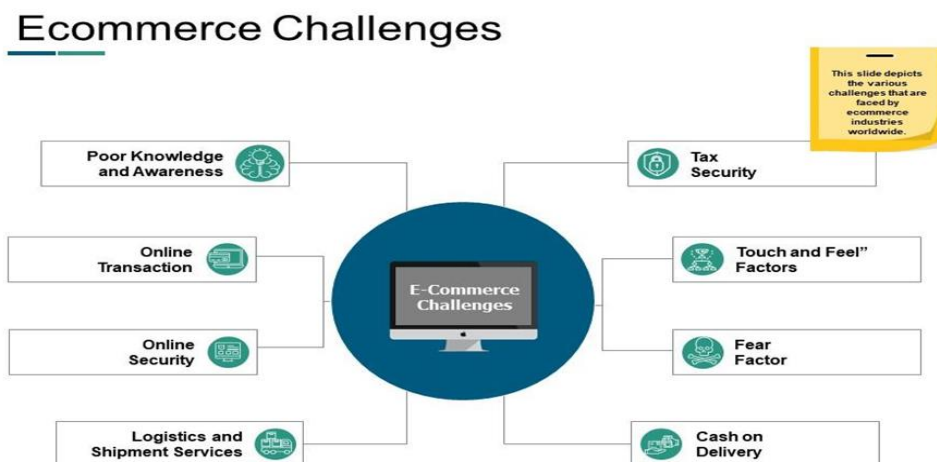 Ecommerce Challenges
This slide depicts
the various
challenges that are
faced by
ecommerce
industries
worldwide.
Poor Knowledge
and Awareness
Tax
Security
Online
Transaction
Touch and Feel”
Factors
E-Commerce
Challenges
Online
Security
Fear
Factor
Logistics and
Shipment Services
Cash on
Delivery